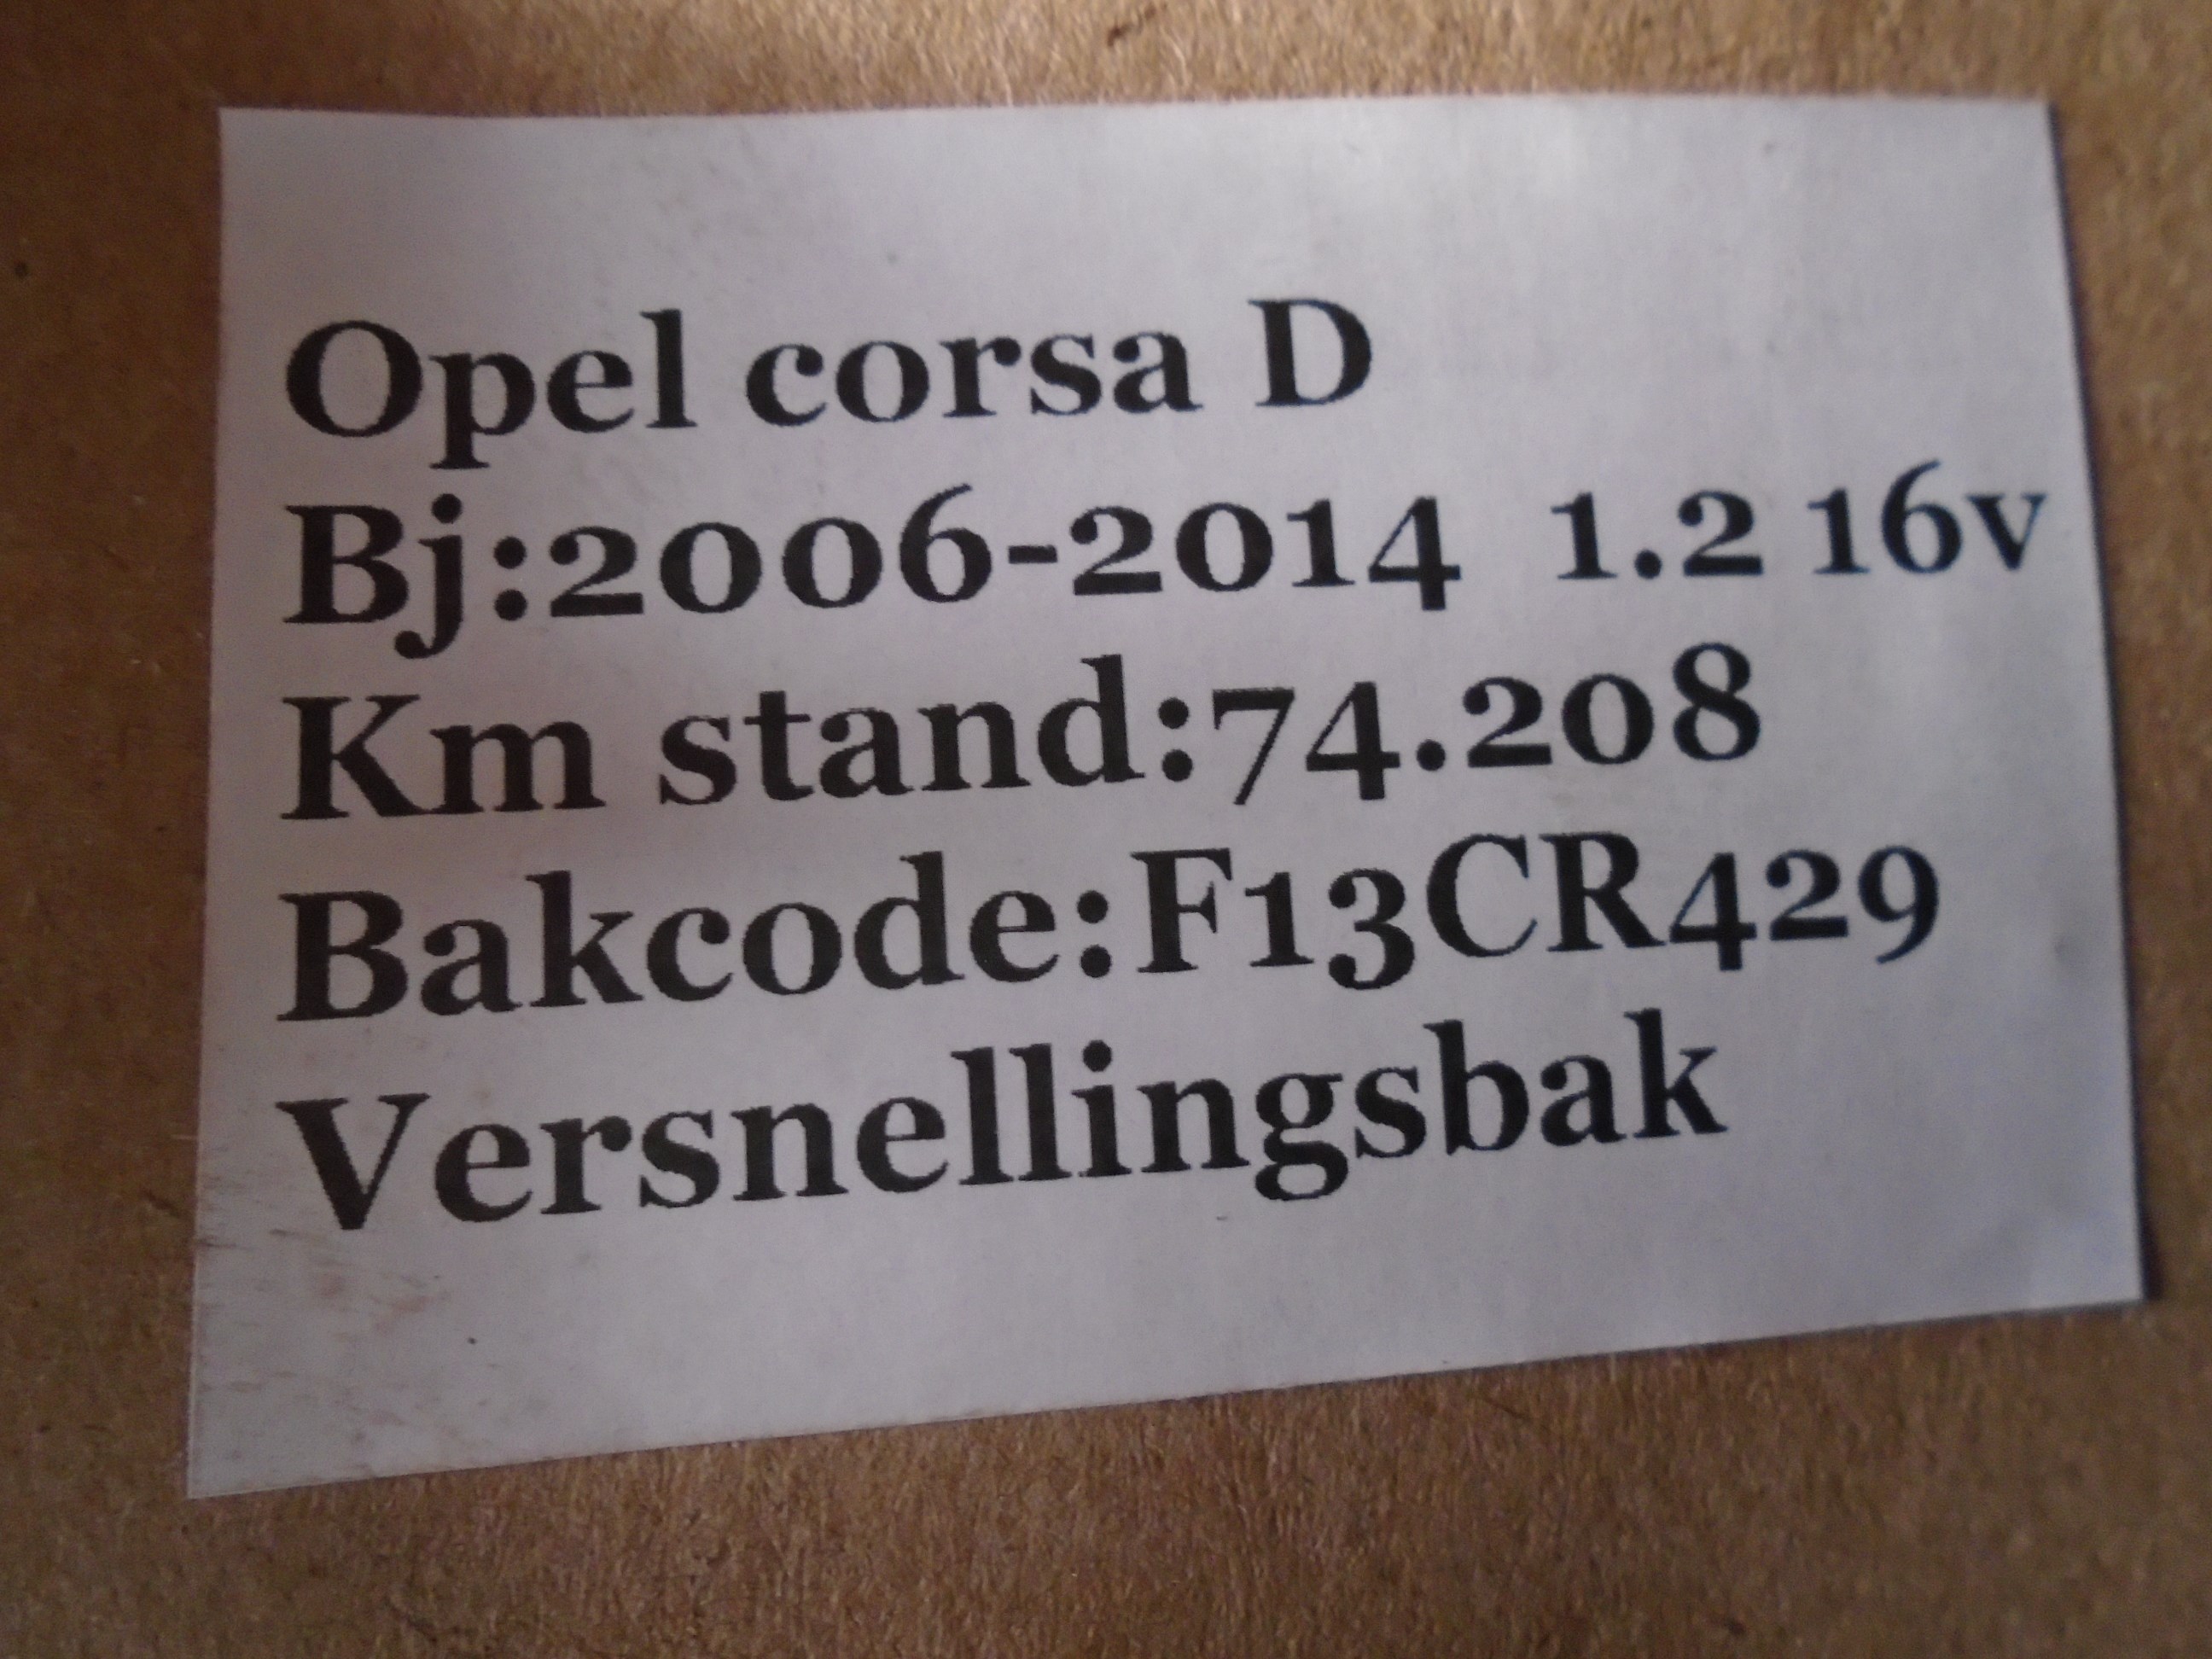 Opel corsa D
Bj:2006-2014 1.2 16v
Km stand:74.208
Bakcode:F13CR429
Versnellingsbak